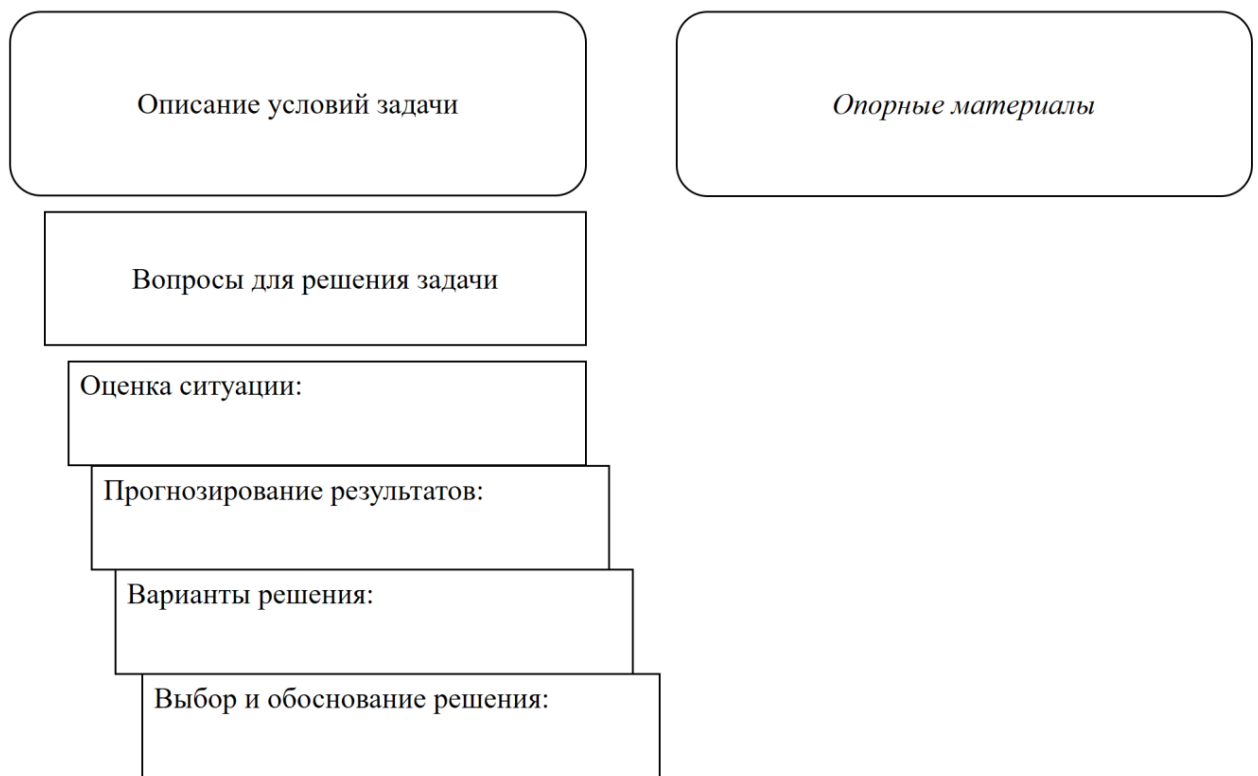 Описание условий задачи
Опорные материалы
Вопросы для решения задачи
Оценка ситуации:
Прогнозирование результатов:
Варианты решения:
Выбор и обоснование решения: